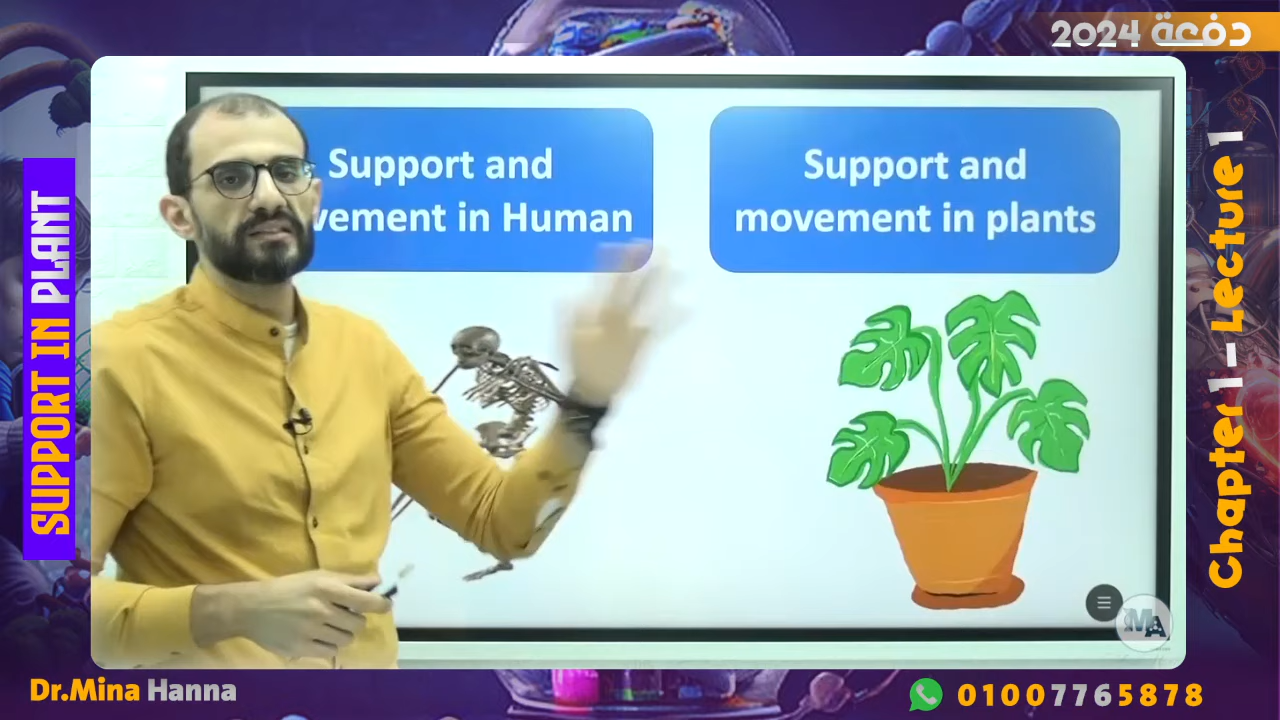 دفعة 2024
Support and
vement in Human
Support and
movement in plants
SUPPORT IN PLANT
Chapter 1 - Lecture 1
MA
Dr.Mina Hanna
01007765878